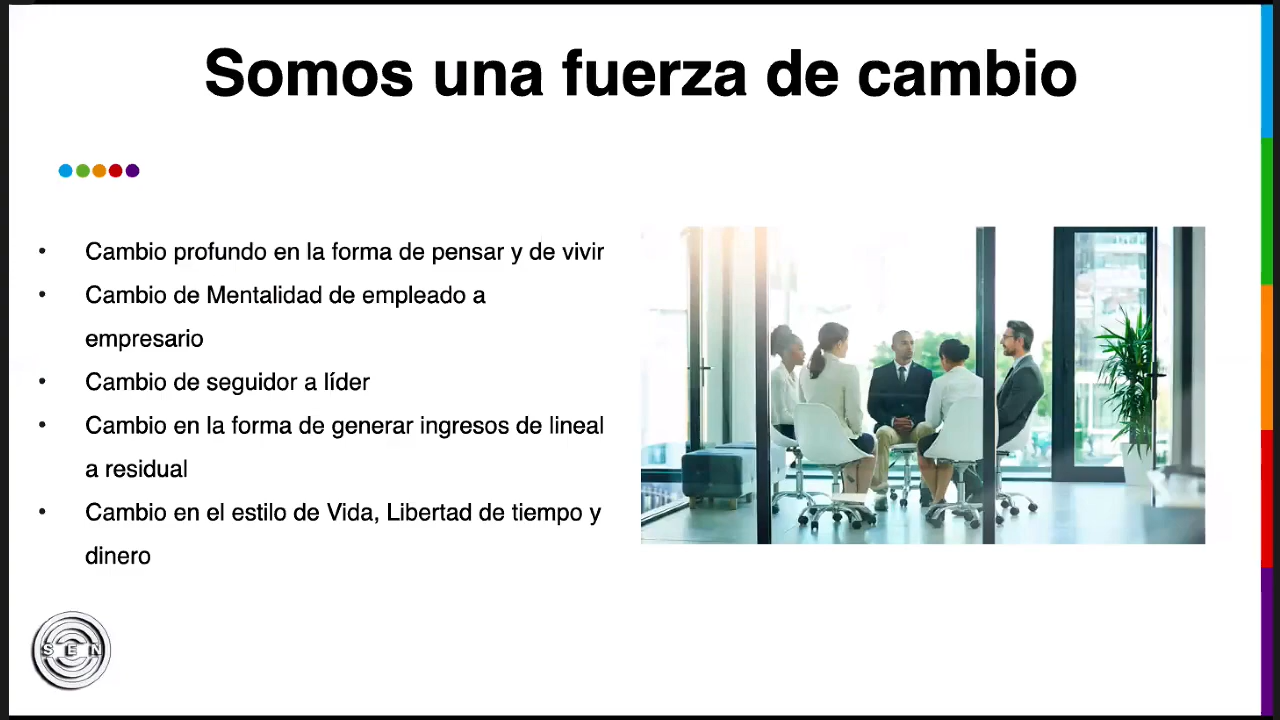 Somos una fuerza de cambio
• Cambio profundo en la forma de pensar y de vivir
• Cambio de Mentalidad de empleado a
empresario
• Cambio de seguidor a líder
• Cambio en la forma de generar ingresos de lineal
a residual
• Cambio en el estilo de Vida, Libertad de tiempo y
dinero
SEN